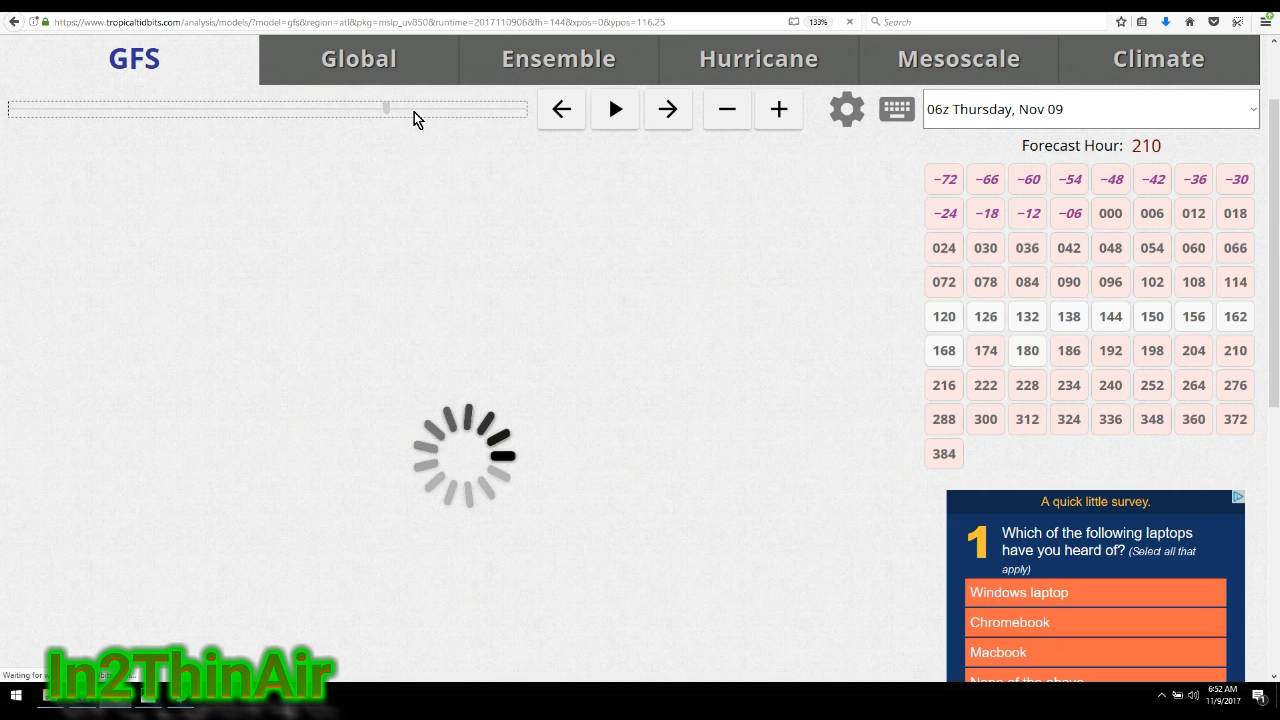 https://www.tropicaltidbits.com/analysis/models/?model=gfs&region=atl&pkg=mslp_uv850&runtime=2017110906&fh=144&xpos=0&ypos=116.25
133%
Search
GFS
Global
Ensemble
Hurricane
Mesoscale
Climate
06z Thursday, Nov 09
Forecast Hour: 210
−72 −66 −60 −54 −48 −42 −36 −30
−24 −18 −12 −06 000 006 012 018
024 030 036 042 048 054 060 066
072 078 084 090 096 102 108 114
120 126 132 138 144 150 156 162
168 174 180 186 192 198 204 210
216 222 228 234 240 252 264 276
288 300 312 324 336 348 360 372
384
A quick little survey.
1 Which of the following laptops
have you heard of? (Select all that
apply)
Windows laptop
Chromebook
Macbook
None of the above
In2ThinAir
Waiting for
6:52 AM
11/9/2017